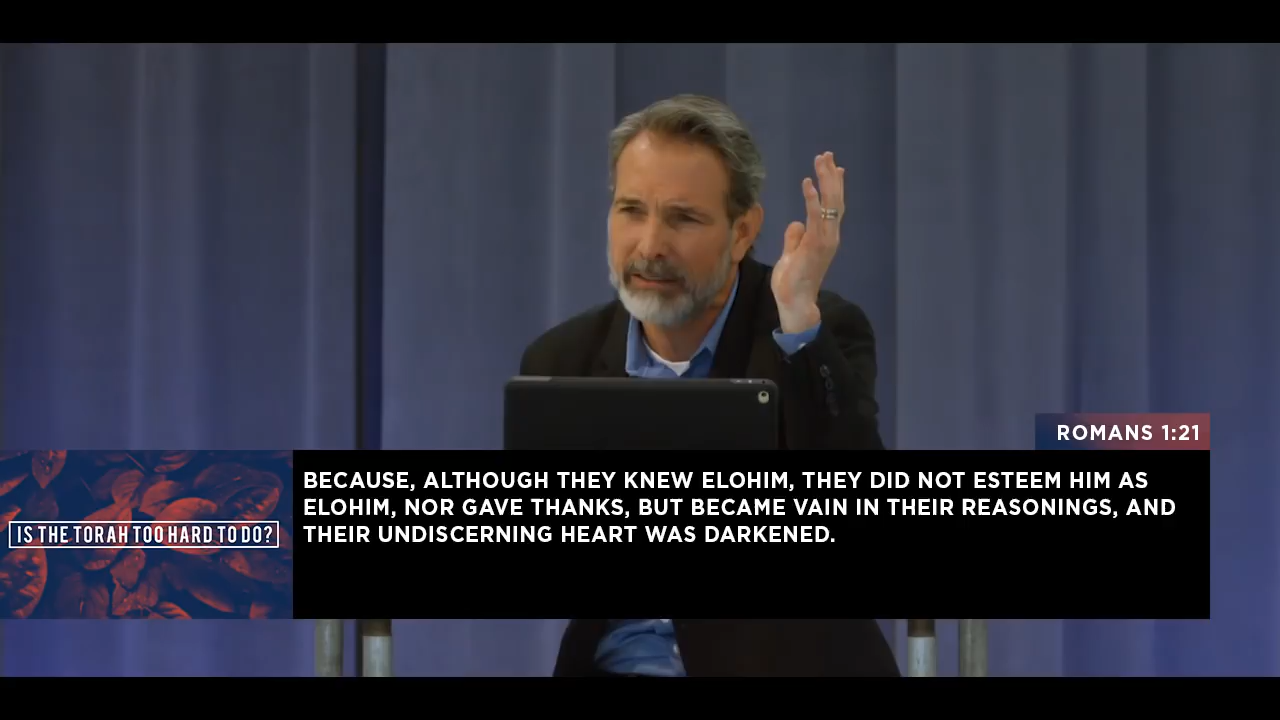 ROMANS 1:21
BECAUSE, ALTHOUGH THEY KNEW ELOHIM, THEY DID NOT ESTEEM HIM AS
ELOHIM, NOR GAVE THANKS, BUT BECAME VAIN IN THEIR REASONINGS, AND
THEIR UNDISCERNING HEART WAS DARKENED.
IS THE TORAH TOO HARD TO DO?